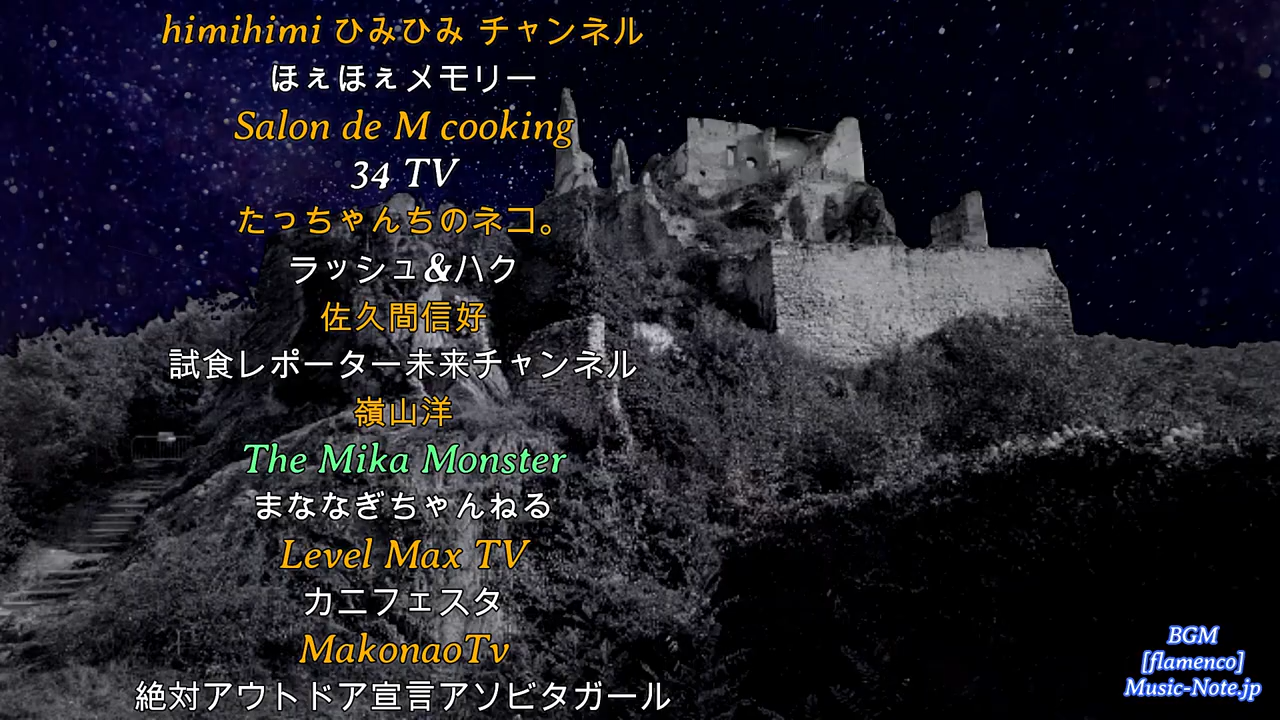 himihimi ひみひみ チャンネル
ほぇほぇメモリー
Salon de M cooking
34 TV
たっちゃんちのネコ。
ラッシュ&ハク
佐久間信好
試食レポーター未来チャンネル
嶺山洋
The Mika Monster
まななぎちゃんねる
Level Max TV
カニフェスタ
MakonaoTv
絶対アウトドア宣言アソビタガール
BGM
[flamenco]
Music-Note.jp